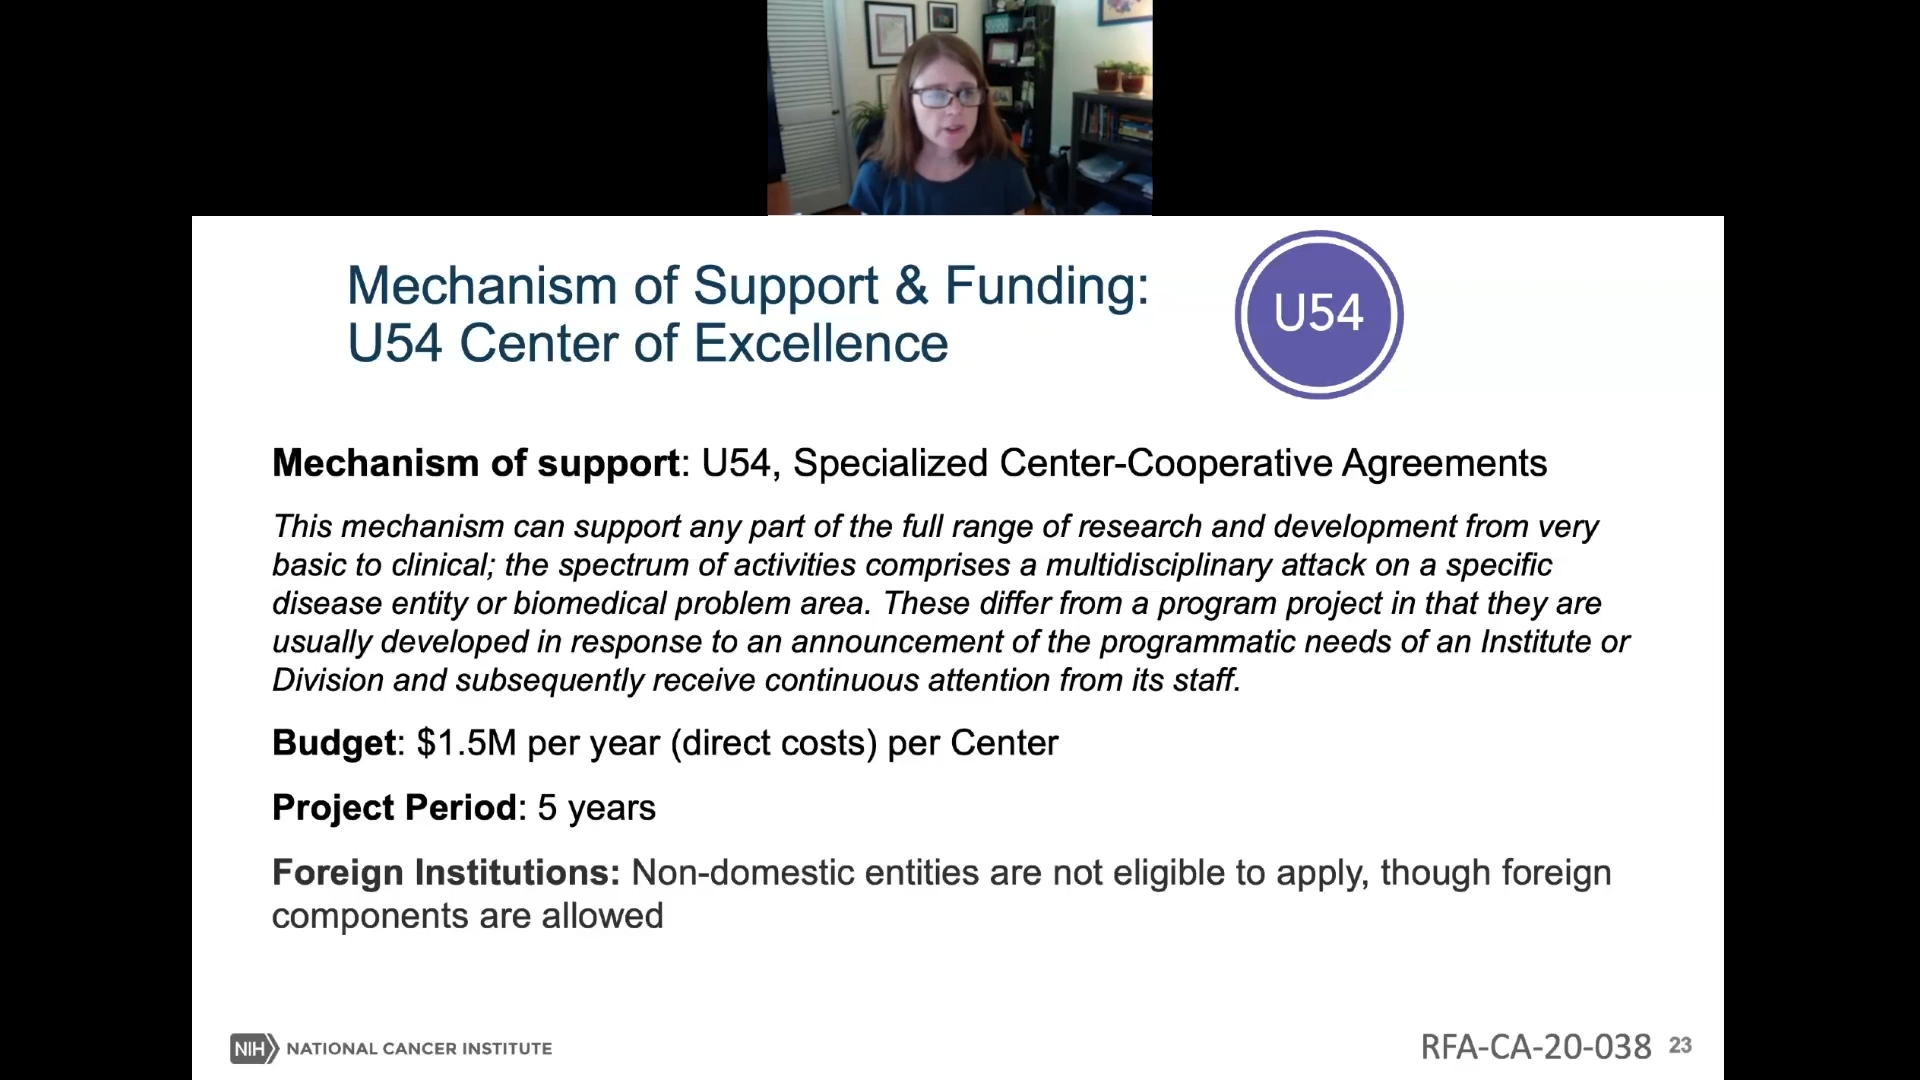 Mechanism of Support & Funding:
U54 Center of Excellence
U54
Mechanism of support: U54, Specialized Center-Cooperative Agreements
This mechanism can support any part of the full range of research and development from very
basic to clinical; the spectrum of activities comprises a multidisciplinary attack on a specific
disease entity or biomedical problem area. These differ from a program project in that they are
usually developed in response to an announcement of the programmatic needs of an Institute or
Division and subsequently receive continuous attention from its staff.
Budget: $1.5M per year (direct costs) per Center
Project Period: 5 years
Foreign Institutions: Non-domestic entities are not eligible to apply, though foreign
components are allowed
NIH NATIONAL CANCER INSTITUTE
RFA-CA-20-038 23